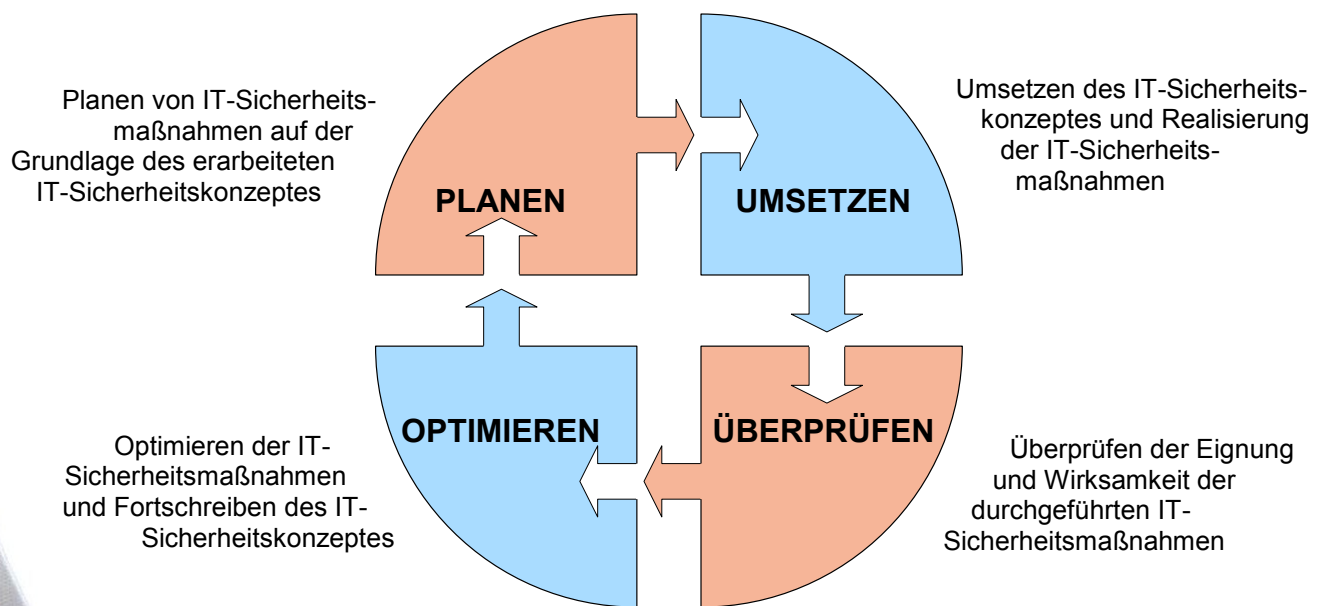 Planen von IT-Sicherheits-
maßnahmen auf der
Grundlage des erarbeiteten
IT-Sicherheitskonzeptes
PLANEN
UMSETZEN
Umsetzen des IT-Sicherheits-
konzeptes und Realisierung
der IT-Sicherheits-
maßnahmen
OPTIMIEREN
ÜBERPRÜFEN
Optimieren der IT-
Sicherheitsmaßnahmen
und Fortschreiben des IT-
Sicherheitskonzeptes
Überprüfen der Eignung
und Wirksamkeit der
durchgeführten IT-
Sicherheitsmaßnahmen